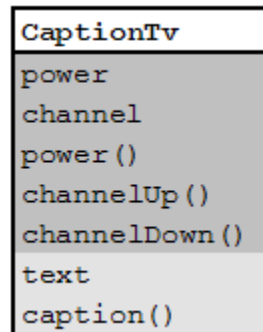 CaptionTv
power
channel
power()
channelUp()
channelDown()
text
caption()